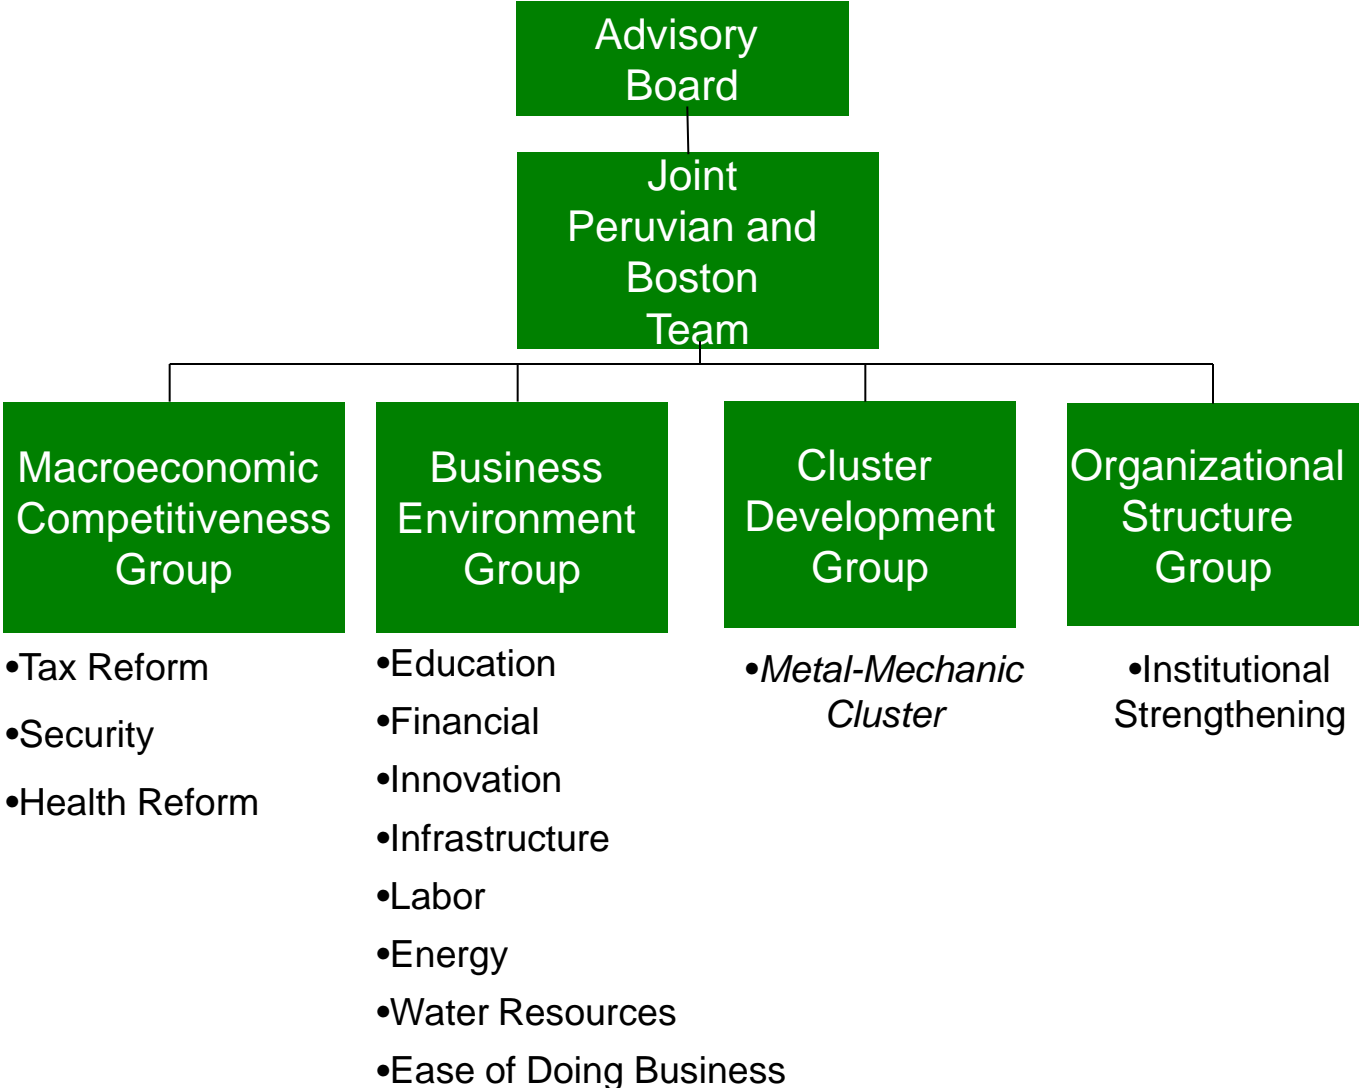 Advisory
Board
Joint
Peruvian and
Boston
Team
Macroeconomic
Competitiveness
Group
Business
Environment
Group
Cluster
Development
Group
Organizational
Structure
Group
•Tax Reform
•Security
•Health Reform
•Education
•Financial
•Innovation
•Infrastructure
•Labor
•Energy
•Water Resources
•Ease of Doing Business
•Metal-Mechanic
Cluster
•Institutional
Strengthening